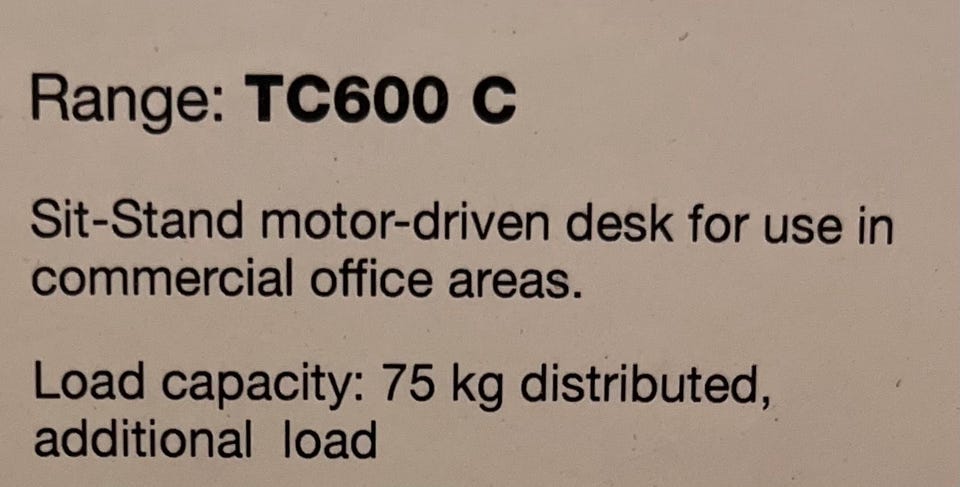 Range: TC600 C
Sit-Stand motor-driven desk for use in
commercial office areas.
Load capacity: 75 kg distributed,
additional load